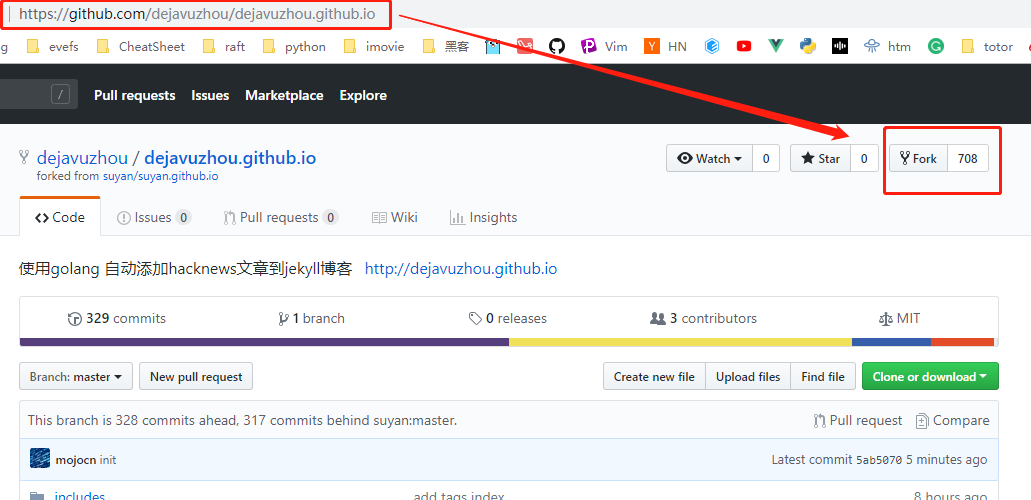 https://github.com/dejavuzhou/dejavuzhou.github.io
g evefs CheatSheet raft python imovie 黑客 Vim Y HN htm totor
/ Pull requests Issues Marketplace Explore
dejavuzhou / dejavuzhou.github.io Watch 0 Star 0 Fork 708
forked from suyan/suyan.github.io
Code Issues 0 Pull requests 0 Wiki Insights
使用golang 自动添加hacknews文章到jekyll博客 http://dejavuzhou.github.io
329 commits 1 branch 0 releases 3 contributors MIT
Branch: master New pull request Create new file Upload files Find file Clone or download
This branch is 328 commits ahead, 317 commits behind suyan:master. Pull request Compare
mojocn init Latest commit 5ab5070 5 minutes ago
_includes add tags index 8 hours ago